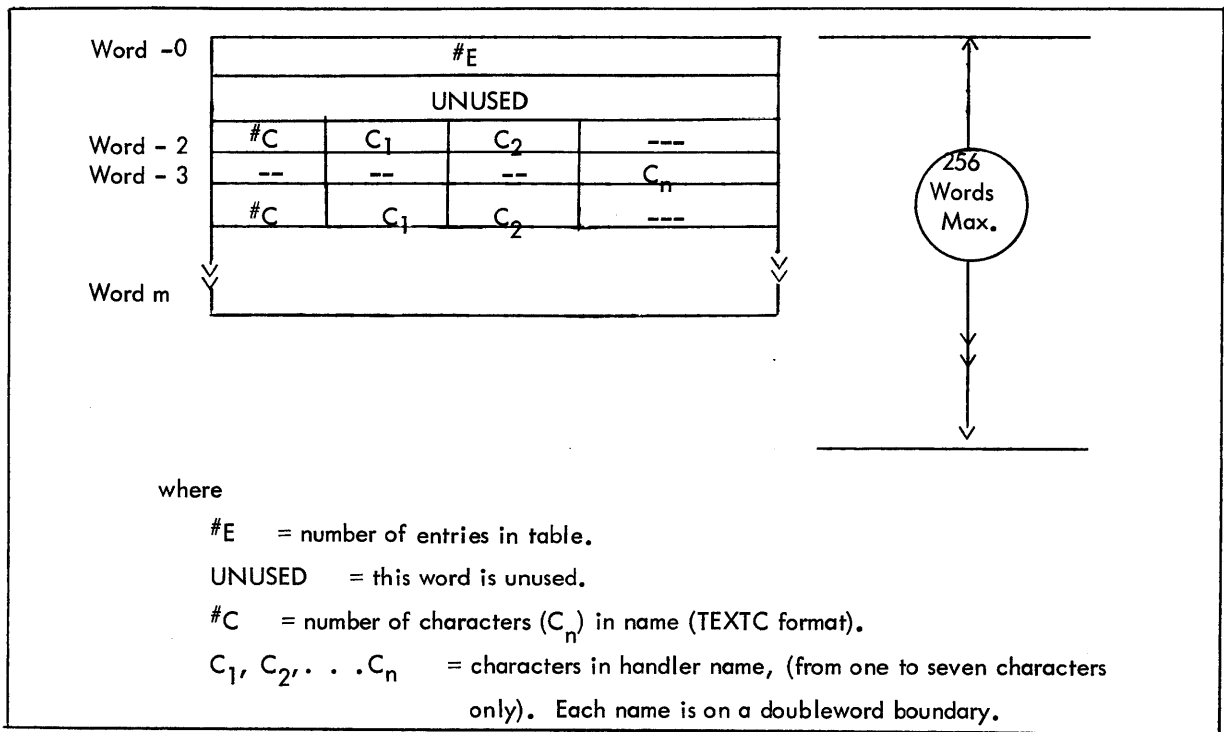 Word -0 #E
UNUSED
Word - 2 #C C1 C2 ---
Word - 3 -- -- -- Cn
#C C1 C2 ---
Word m
256
Words
Max.
where
#E = number of entries in table.
UNUSED = this word is unused.
#C = number of characters (Cn) in name (TEXTC format).
C1, C2, . . .Cn = characters in handler name, (from one to seven characters
only). Each name is on a doubleword boundary.